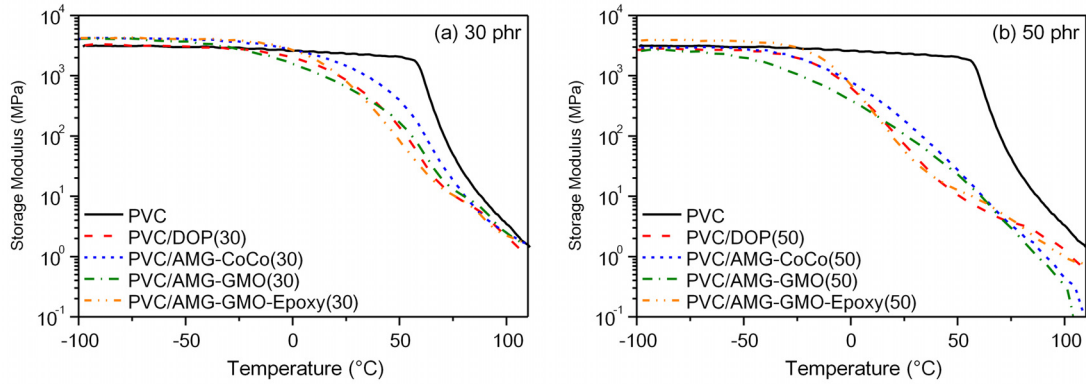 (a) 30 phr
Storage Modulus (MPa)
10^4
10^3
10^2
10^1
10^0
10^-1
PVC
PVC/DOP(30)
PVC/AMG-CoCo(30)
PVC/AMG-GMO(30)
PVC/AMG-GMO-Epoxy(30)
-100
-50
0
50
100
Temperature (°C)
(b) 50 phr
Storage Modulus (MPa)
10^4
10^3
10^2
10^1
10^0
10^-1
PVC
PVC/DOP(50)
PVC/AMG-CoCo(50)
PVC/AMG-GMO(50)
PVC/AMG-GMO-Epoxy(50)
-100
-50
0
50
100
Temperature (°C)